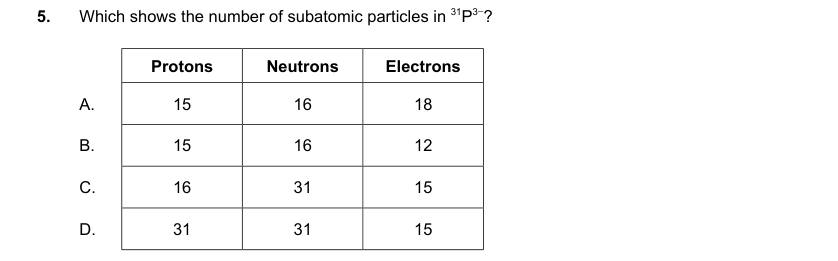 5. Which shows the number of subatomic particles in ³¹P³⁻?
Protons Neutrons Electrons
A. 15 16 18
B. 15 16 12
C. 16 31 15
D. 31 31 15